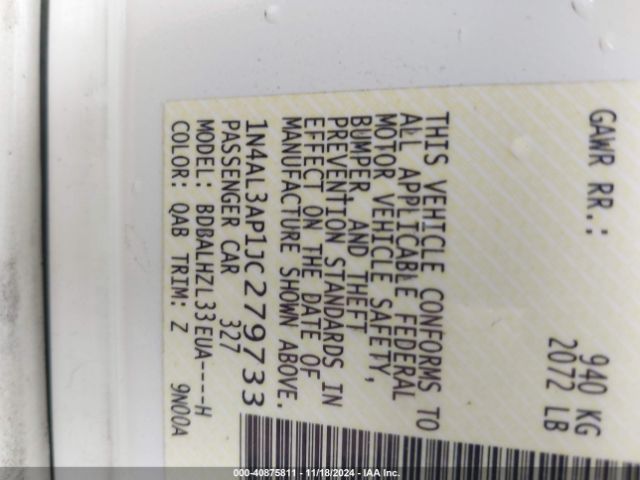 GAWR RR.: 940 KG
2072 LB
THIS VEHICLE CONFORMS TO
ALL APPLICABLE FEDERAL
MOTOR VEHICLE SAFETY,
BUMPER, AND THEFT
PREVENTION STANDARDS IN
EFFECT ON THE DATE OF
MANUFACTURE SHOWN ABOVE.
1N4AL3AP1JC279733
PASSENGER CAR 327
MODEL: BDBALHZL33EUA----H
COLOR: QAB TRIM: Z 9N00A
000-40875811 - 11/18/2024 - IAA Inc.